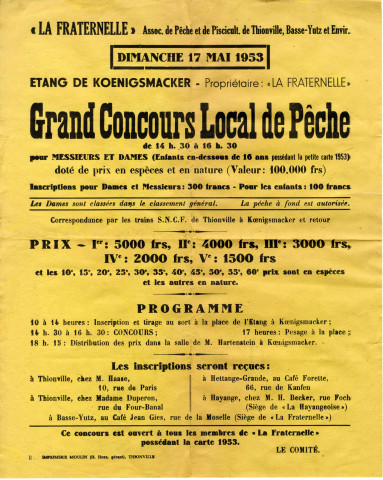 « LA FRATERNELLE » Assoc. de Pêche et de Piscicult. de Thionville, Basse-Yutz et Envir.
DIMANCHE 17 MAI 1953
ETANG DE KOENIGSMACKER - Propriétaire : « LA FRATERNELLE »
Grand Concours Local de Pêche
de 14 h. 30 à 16 h. 30
pour MESSIEURS ET DAMES (Enfants en-dessous de 16 ans possédant la petite carte 1953)
doté de prix en espèces et en nature (Valeur : 100.000 frs)
Inscriptions pour Dames et Messieurs : 300 francs - Pour les enfants : 100 francs
Les Dames sont classées dans le classement général. La pêche à fond est autorisée.
Correspondance par les trains S.N.C.F. de Thionville à Kœnigsmacker et retour
PRIX - Ier : 5000 frs, IIe : 4000 frs, IIIe : 3000 frs,
IVe : 2000 frs, Ve : 1500 frs
et les 10e, 15e, 20e, 25e, 30e, 35e, 40e, 45e, 50e, 55e, 60e prix sont en espèces
et les autres en nature.
PROGRAMME
10 à 14 heures : Inscription et tirage au sort à la place de l'Etang à Kœnigsmacker ;
14 h. 30 à 16 h. 30 : CONCOURS ; 17 heures : Pesage à la place ;
18 h. 15 : Distribution des prix dans la salle de M. Hartenstein à Kœnigsmacker.
Les inscriptions seront reçues :
à Thionville, chez M. Haase,
10, rue de Paris
à Thionville, chez Madame Duperon,
rue du Four-Banal
à Hettange-Grande, au Café Forette,
66, rue de Kanfen
à Hayange, chez M. H. Becker, rue Foch
(Siège de « La Hayangeoise »)
à Basse-Yutz, au Café Jean Gies, rue de la Moselle (Siège de « La Fraternelle »)
Ce concours est ouvert à tous les membres de « La Fraternelle »
possédant la carte 1953.
LE COMITÉ.
IMPRIMERIE MOULIN THIONVILLE